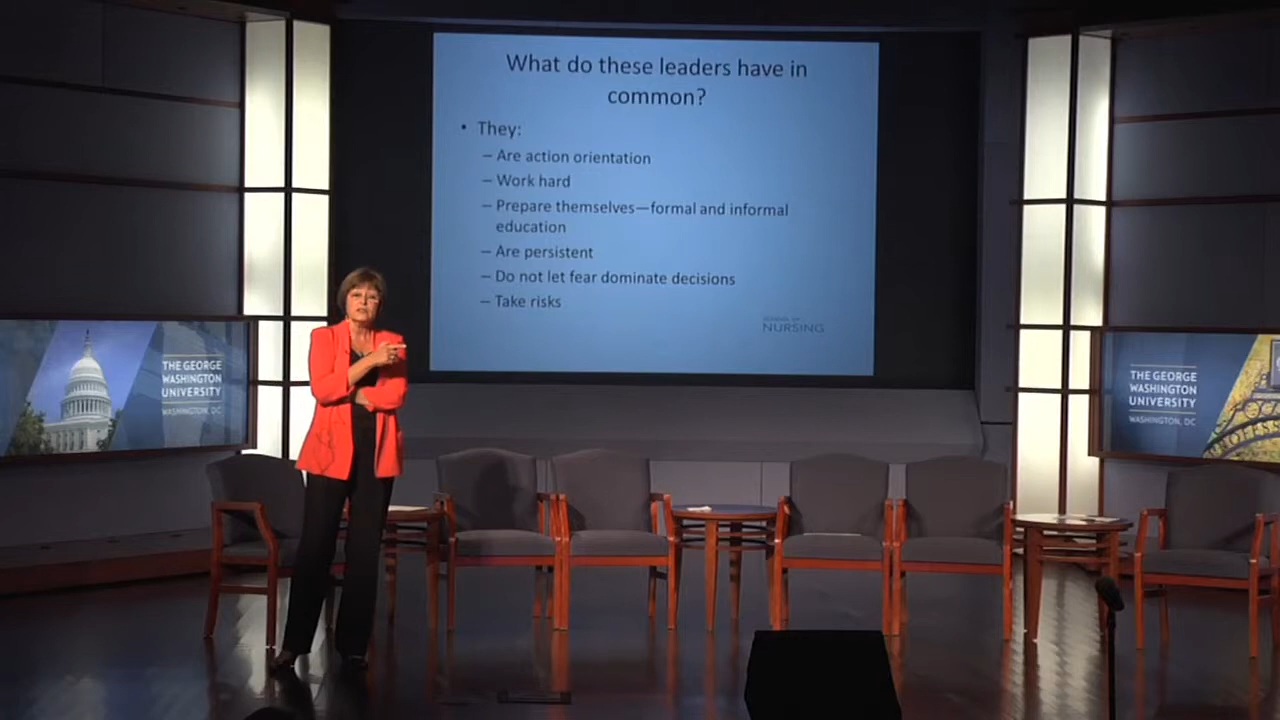 What do these leaders have in
common?
• They:
– Are action orientation
– Work hard
– Prepare themselves—formal and informal
education
– Are persistent
– Do not let fear dominate decisions
– Take risks
SCHOOL OF
NURSING
THE GEORGE
WASHINGTON
UNIVERSITY
WASHINGTON, DC
THE GEORGE
WASHINGTON
UNIVERSITY
WASHINGTON, DC